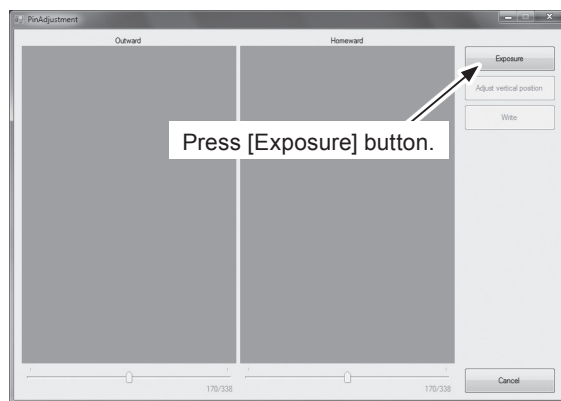 PinAdjustment
Outward
Homeward
Exposure
Adjust vertical position
Write
Press [Exposure] button.
170/338
170/338
Cancel